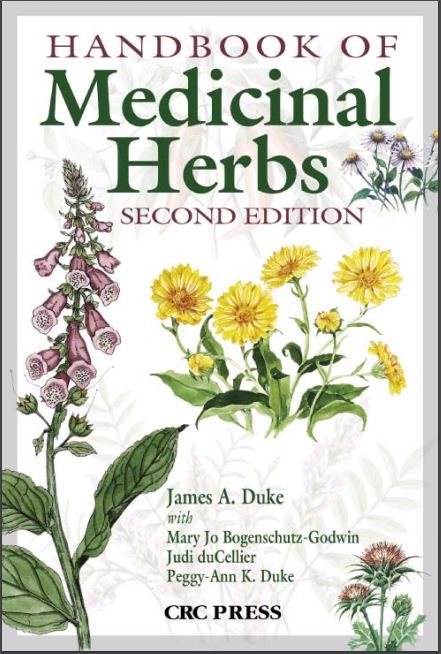 HANDBOOK OF
Medicinal
Herbs
SECOND EDITION
James A. Duke
with
Mary Jo Bogenschutz-Godwin
Judi duCellier
Peggy-Ann K. Duke
CRC PRESS